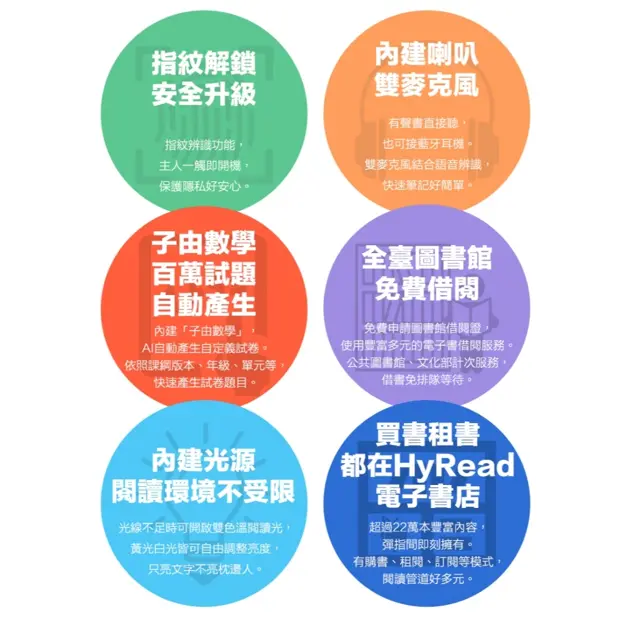 指紋解鎖
安全升級
指紋辨識功能，
主人一觸即開機，
保護隱私好安心。
內建喇叭
雙麥克風
有聲書直接聽，
也可接藍牙耳機。
雙麥克風結合語音辨識，
快速筆記好簡單。
子由數學
百萬試題
自動產生
內建「子由數學」，
AI自動產生自定義試卷。
依照課綱版本、年級、單元等，
快速產生試卷題目。
全臺圖書館
免費借閱
免費申請圖書館借閱證，
使用豐富多元的電子書借閱服務。
公共圖書館、文化部計次服務，
借書免排隊等待。
內建光源
閱讀環境不受限
光線不足時可開啟雙色溫閱讀光，
黃光白光皆可自由調整亮度，
只亮文字不亮枕邊人。
買書租書
都在HyRead
電子書店
超過22萬本豐富內容，
彈指間即刻擁有。
有購書、租閱、訂閱等模式，
閱讀管道好多元。